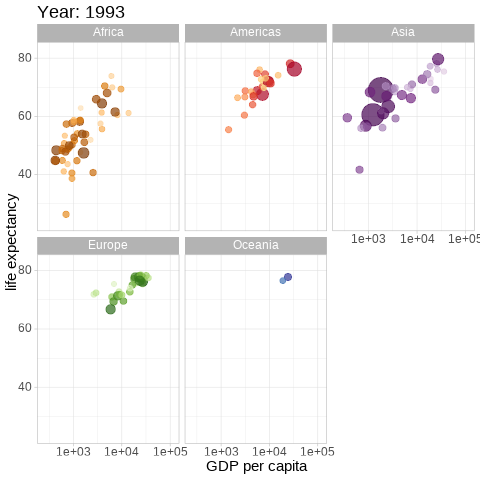 Year: 1993
Africa
Americas
Asia
80
60
40
1e+03
1e+04
1e+05
Europe
Oceania
80
60
40
1e+03
1e+04
1e+05
1e+03
1e+04
1e+05
life expectancy
GDP per capita